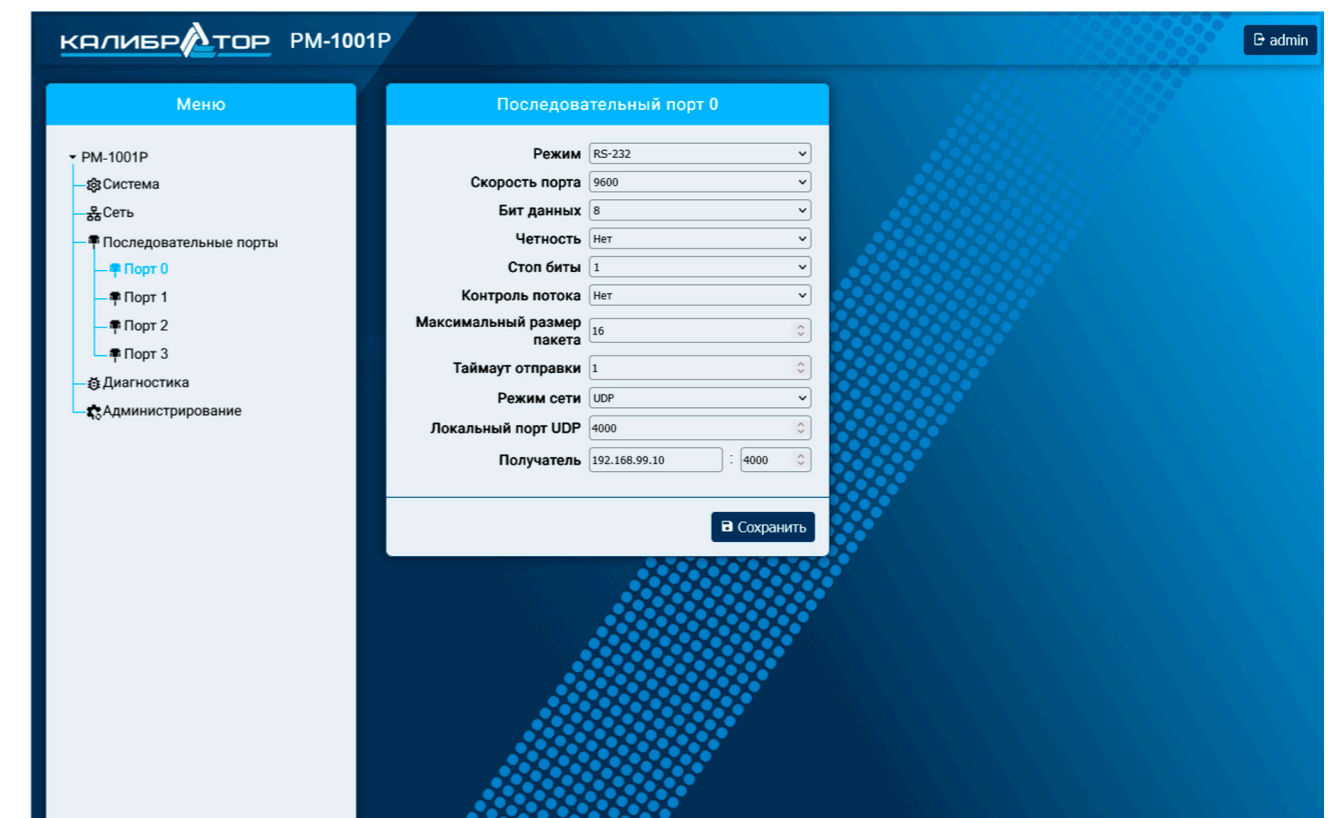 КАЛИБРАТОР PM-1001P
admin
Меню
PM-1001P
Система
Сеть
Последовательные порты
Порт 0
Порт 1
Порт 2
Порт 3
Диагностика
Администрирование
Последовательный порт 0
Режим RS-232
Скорость порта 9600
Бит данных 8
Четность Нет
Стоп биты 1
Контроль потока Нет
Максимальный размер
пакета 16
Таймаут отправки 1
Режим сети UDP
Локальный порт UDP 4000
Получатель 192.168.99.10 : 4000
Сохранить